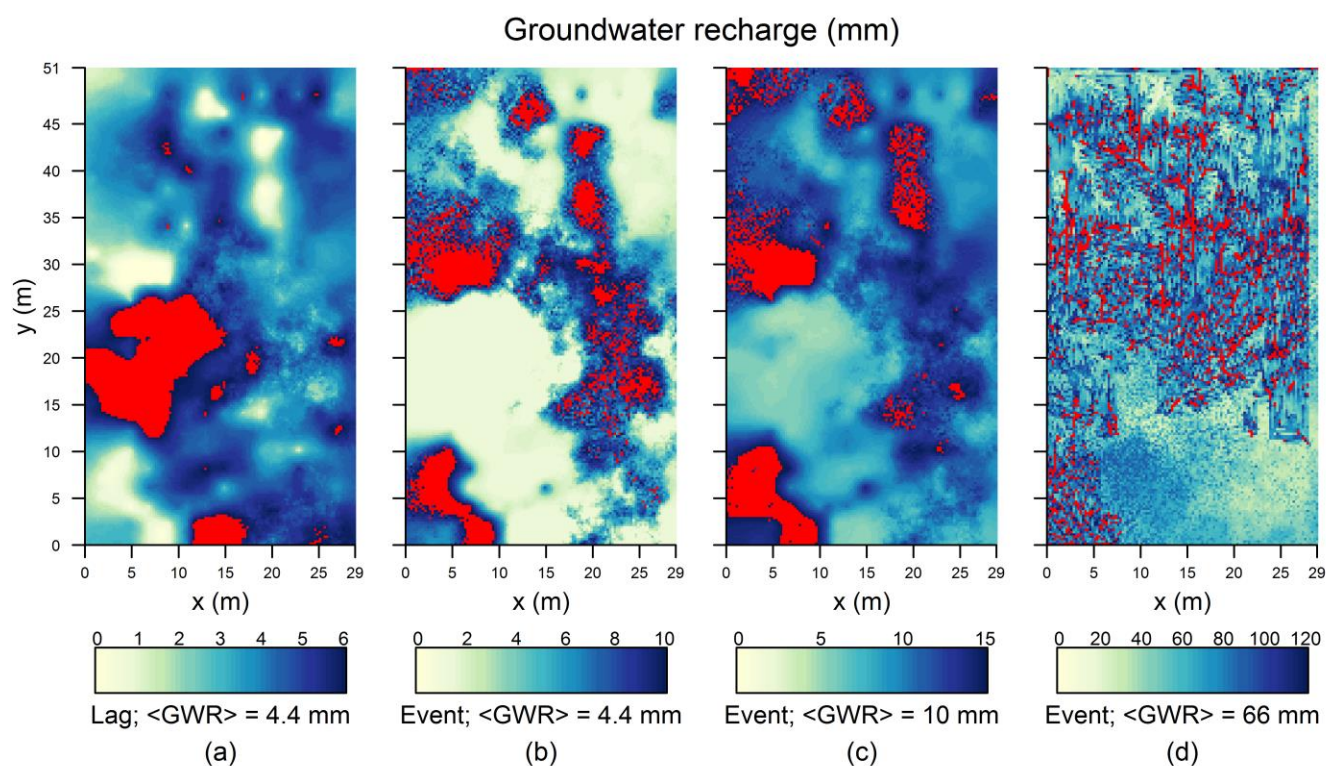 Groundwater recharge (mm)
51
45
40
35
30
25
20
15
10
5
0
y (m)
0 5 10 15 20 25 29 0 5 10 15 20 25 29 0 5 10 15 20 25 29 0 5 10 15 20 25 29
x (m) x (m) x (m) x (m)
0 1 2 3 4 5 6 0 2 4 6 8 10 0 5 10 15 0 20 40 60 80 100 120
Lag; <GWR> = 4.4 mm Event; <GWR> = 4.4 mm Event; <GWR> = 10 mm Event; <GWR> = 66 mm
(a) (b) (c) (d)